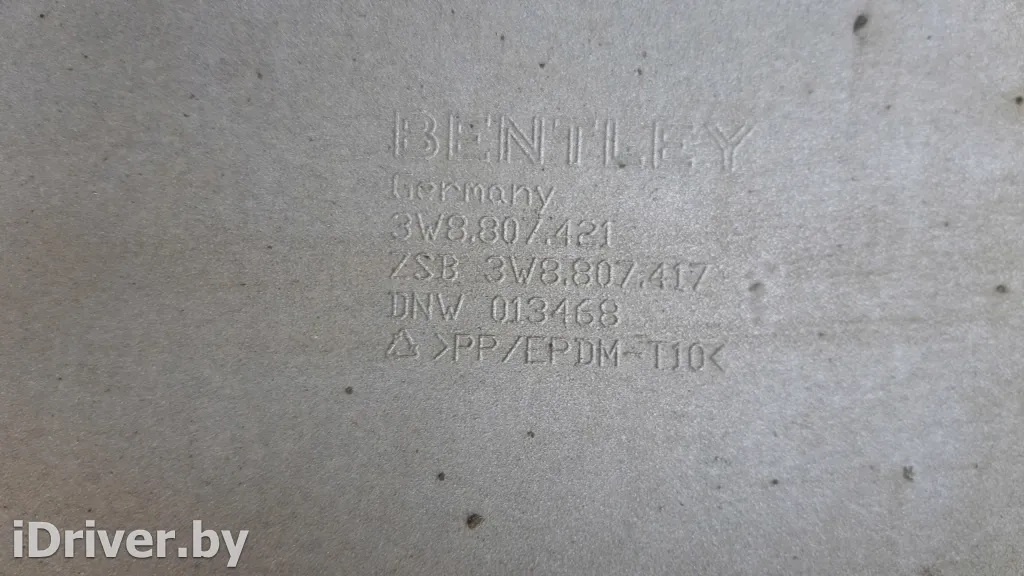 BENTLEY
Germany
3W8.807.421
ZSB 3W8.807.417
DNW 013468
>PP/EPDM-T10<
iDriver.by